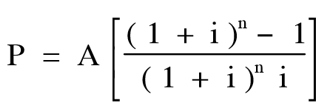 P = A [ ( 1 + i )ⁿ − 1 / ( 1 + i )ⁿ i ]